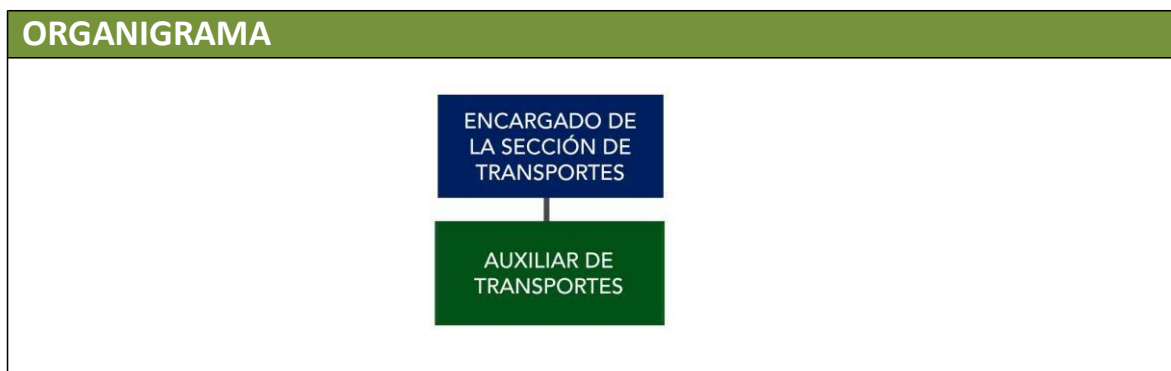 ORGANIGRAMA
ENCARGADO DE
LA SECCIÓN DE
TRANSPORTES
AUXILIAR DE
TRANSPORTES